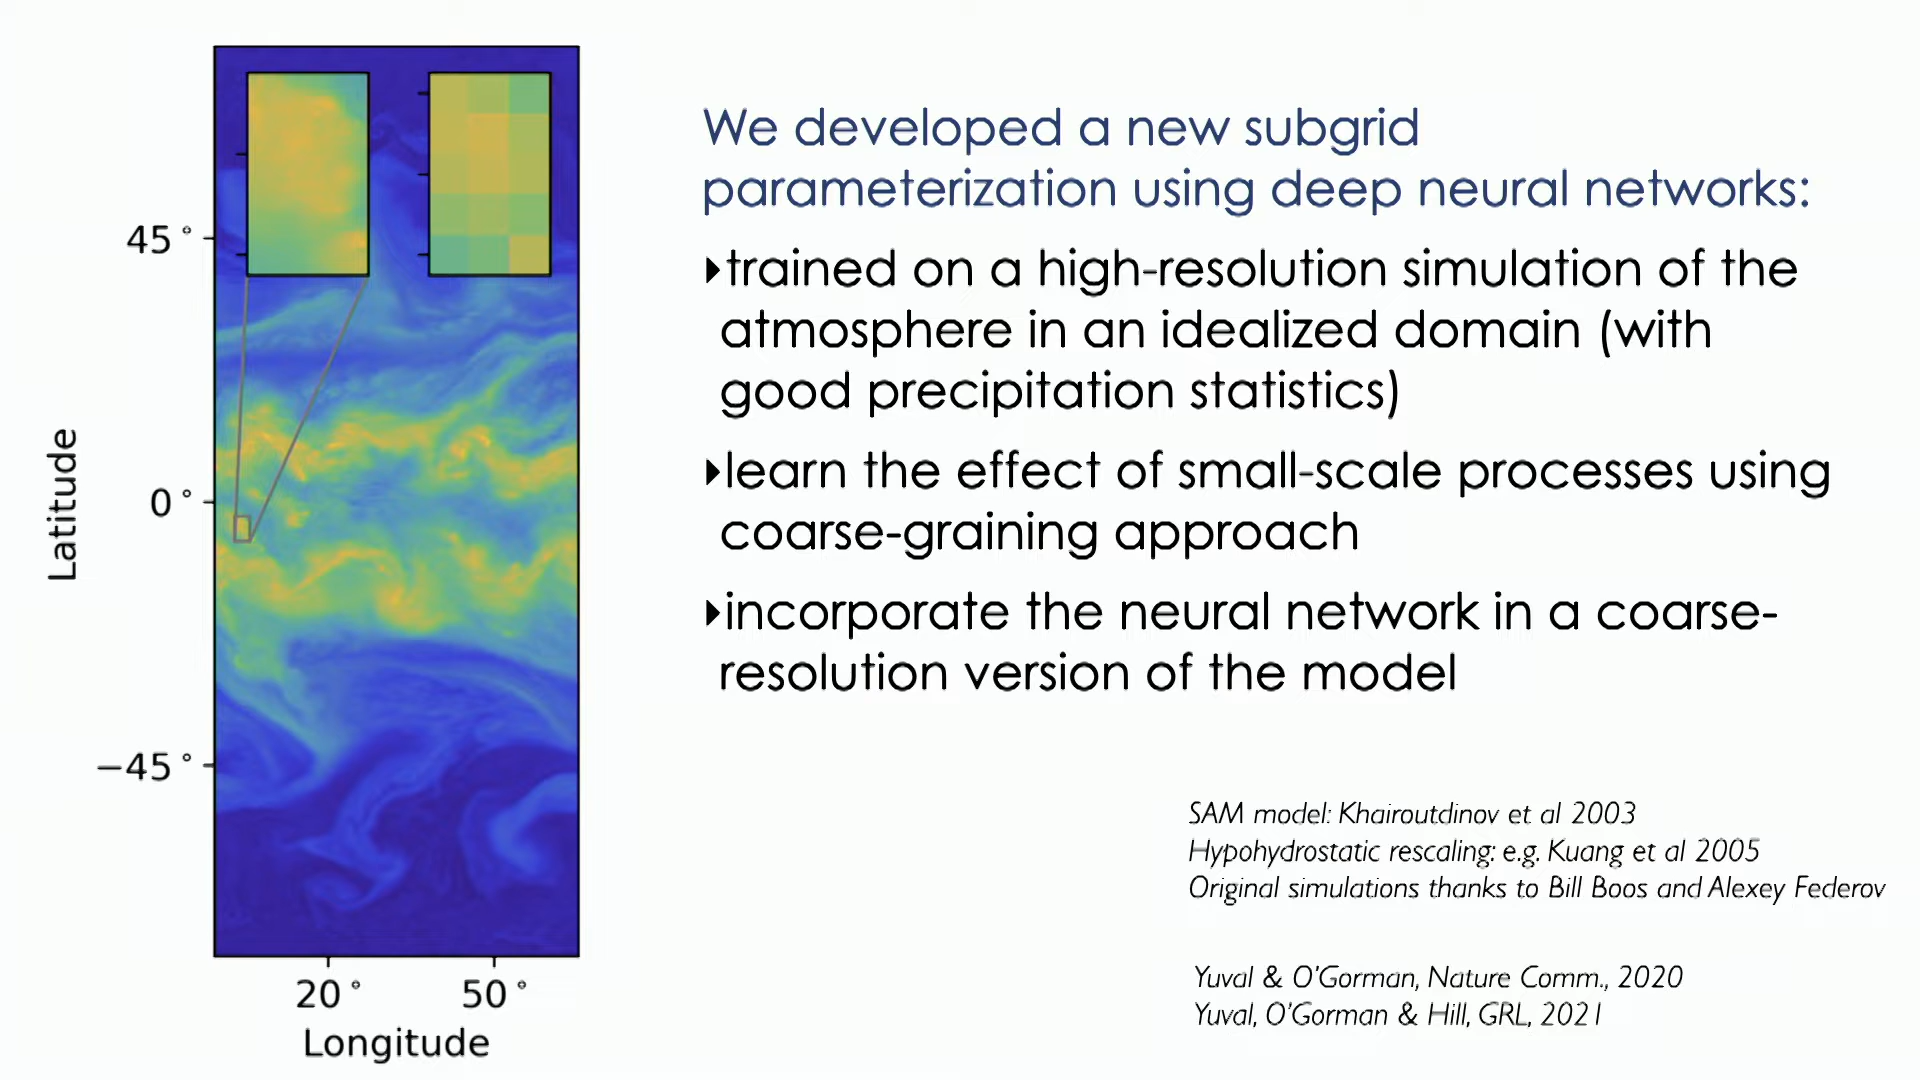 We developed a new subgrid
parameterization using deep neural networks:
‣trained on a high-resolution simulation of the
atmosphere in an idealized domain (with
good precipitation statistics)
‣learn the effect of small-scale processes using
coarse-graining approach
‣incorporate the neural network in a coarse-
resolution version of the model
SAM model: Khairoutdinov et al 2003
Hypohydrostatic rescaling: e.g. Kuang et al 2005
Original simulations thanks to Bill Boos and Alexey Federov
Yuval & O'Gorman, Nature Comm., 2020
Yuval, O'Gorman & Hill, GRL, 2021
Latitude
45°
0°
−45°
20°
50°
Longitude